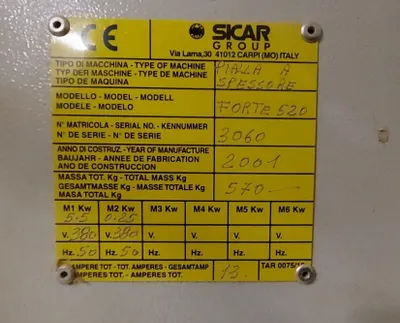 CE
SICAR
GROUP
Via Lama,30 41012 CARPI (MO) ITALY
TIPO DI MACCHINA - TYPE OF MACHINE
TYP DER MASCHINE - TYPE DE MACHINE
TIPO DE MAQUINA
PIALLA A
SPESSORE
MODELLO - MODEL - MODELL
MODÈLE - MODELO
FORTE 520
N° MATRICOLA - SERIAL NO. - KENNUMMER
N° DE SERIE - N° DE SERIE
3060
ANNO DI COSTRUZ. - YEAR OF MANUFACTURE
BAUJAHR - ANNEE DE FABRICATION
ANO DE CONSTRUCCION
2001
MASSA TOT. Kg - TOTAL MASS Kg
GESAMTMASSE Kg - MASSE TOTALE Kg
MASA TOTAL Kg
570
M1 Kw M2 Kw M3 Kw M4 Kw M5 Kw M6 Kw
5.5 0.25
V. 380 V. 380 V. V. V. V.
Hz. 50 Hz. 50 Hz. Hz. Hz. Hz.
AMPERE TOT. - TOT. AMPERES - GESAMTAMP
TOT. AMPERES - TOT. AMPERES
13.
TAR 0075/